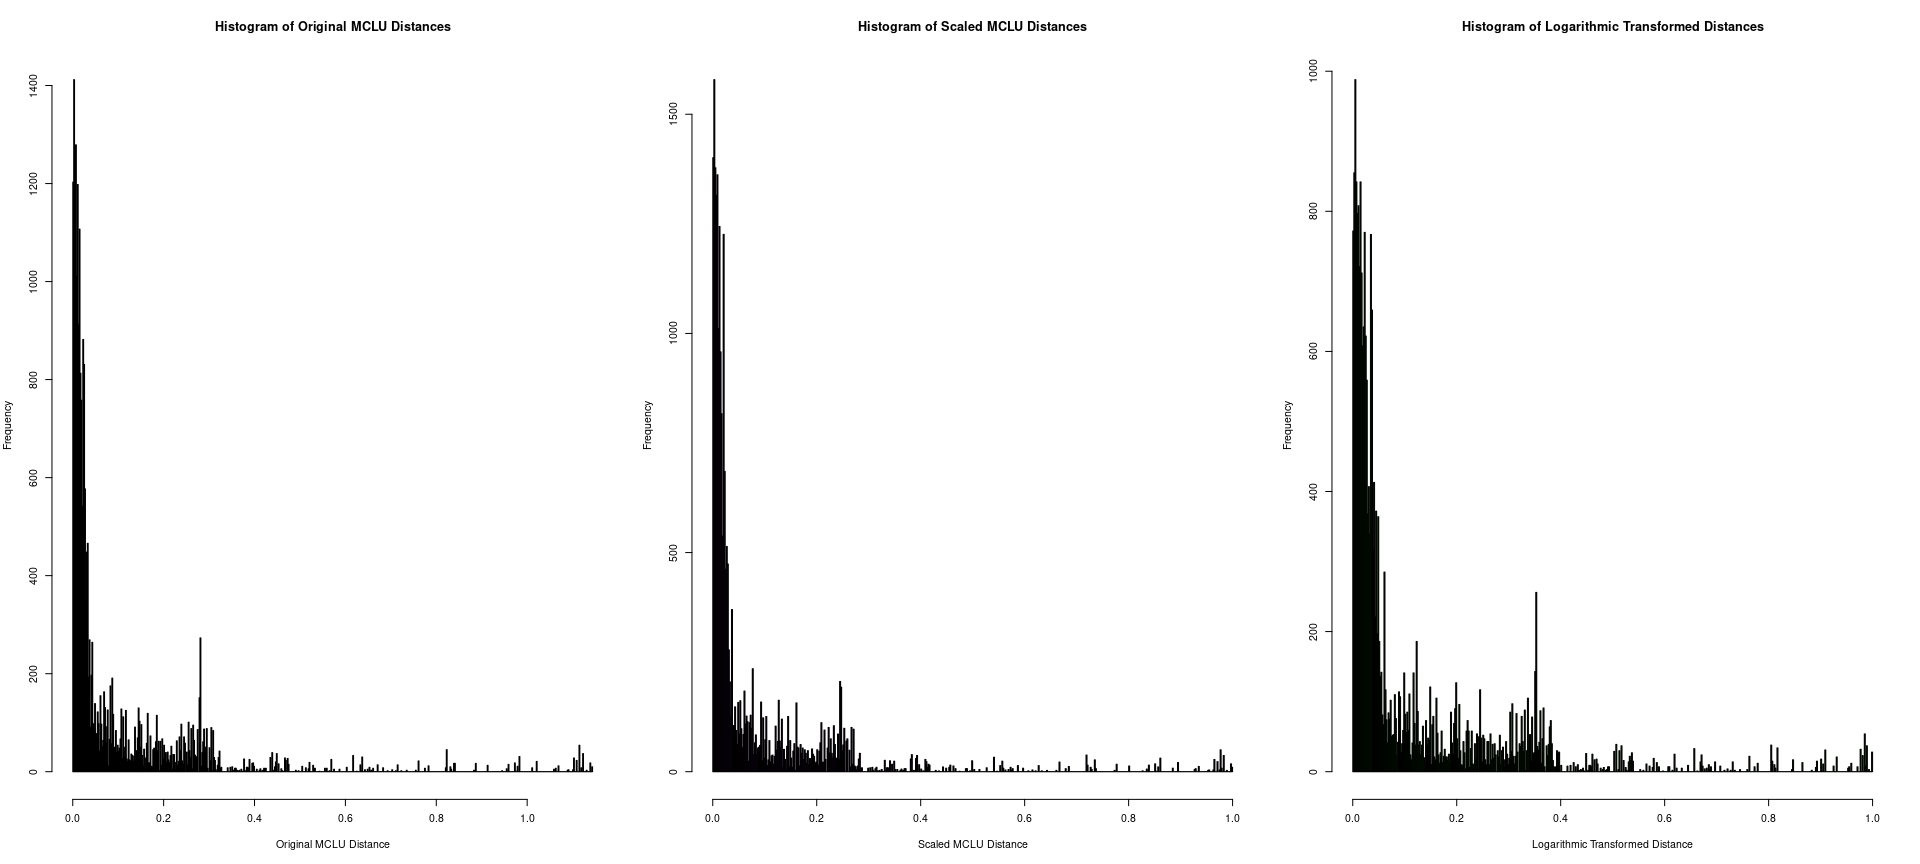 Histogram of Original MCLU Distances
Frequency
1400
1200
1000
800
600
400
200
0
0.0 0.2 0.4 0.6 0.8 1.0
Original MCLU Distance
Histogram of Scaled MCLU Distances
Frequency
1500
1000
500
0
0.0 0.2 0.4 0.6 0.8 1.0
Scaled MCLU Distance
Histogram of Logarithmic Transformed Distances
Frequency
1000
800
600
400
200
0
0.0 0.2 0.4 0.6 0.8 1.0
Logarithmic Transformed Distance